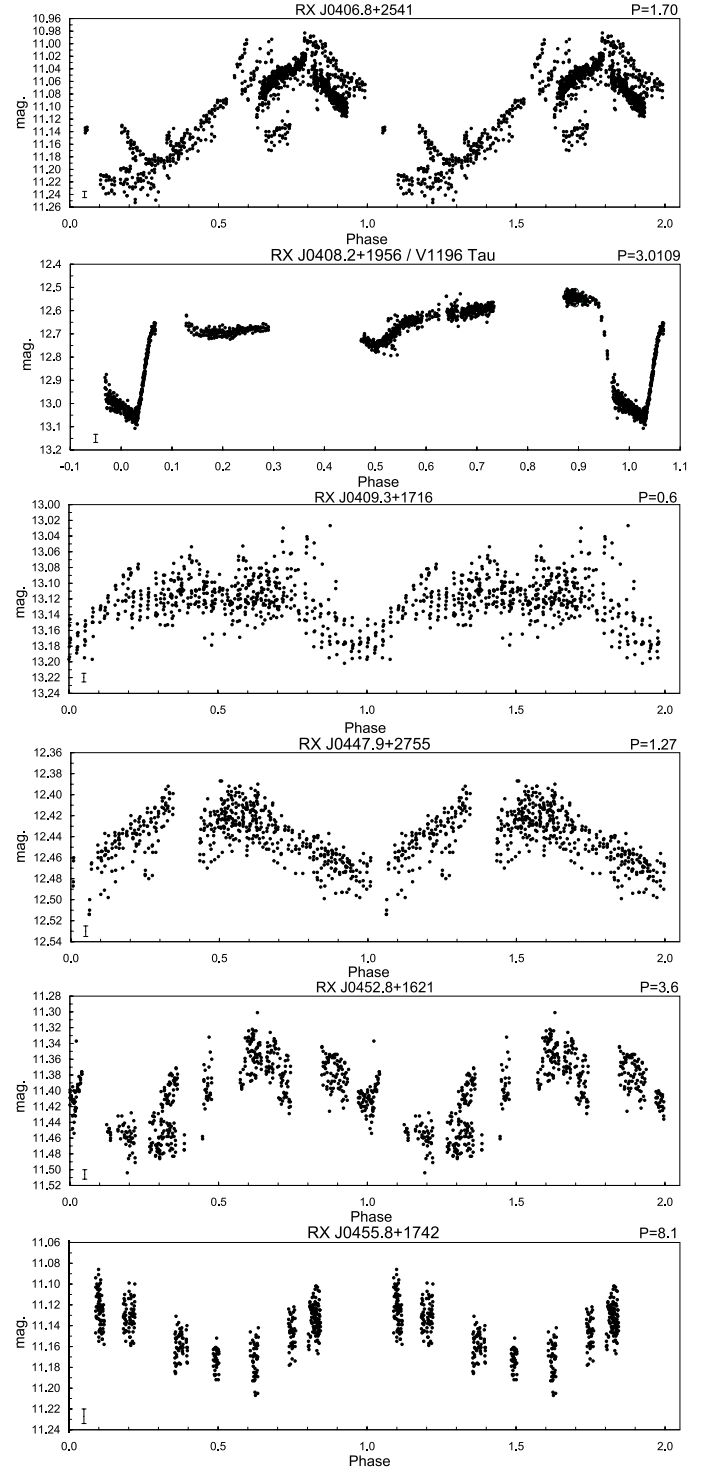 RX J0406.8+2541 P=1.70
10.96
10.98
11.00
11.02
11.04
11.06
11.08
11.10
11.12
11.14
11.16
11.18
11.20
11.22
11.24
11.26
mag.
0.0 0.5 1.0 1.5 2.0
Phase
RX J0408.2+1956 / V1196 Tau P=3.0109
12.4
12.5
12.6
12.7
12.8
12.9
13.0
13.1
13.2
mag.
-0.1 0.0 0.1 0.2 0.3 0.4 0.5 0.6 0.7 0.8 0.9 1.0 1.1
Phase
RX J0409.3+1716 P=0.6
13.00
13.02
13.04
13.06
13.08
13.10
13.12
13.14
13.16
13.18
13.20
13.22
13.24
mag.
0.0 0.5 1.0 1.5 2.0
Phase
RX J0447.9+2755 P=1.27
12.36
12.38
12.40
12.42
12.44
12.46
12.48
12.50
12.52
12.54
mag.
0.0 0.5 1.0 1.5 2.0
Phase
RX J0452.8+1621 P=3.6
11.28
11.30
11.32
11.34
11.36
11.38
11.40
11.42
11.44
11.46
11.48
11.50
11.52
mag.
0.0 0.5 1.0 1.5 2.0
Phase
RX J0455.8+1742 P=8.1
11.06
11.08
11.10
11.12
11.14
11.16
11.18
11.20
11.22
11.24
mag.
0.0 0.5 1.0 1.5 2.0
Phase